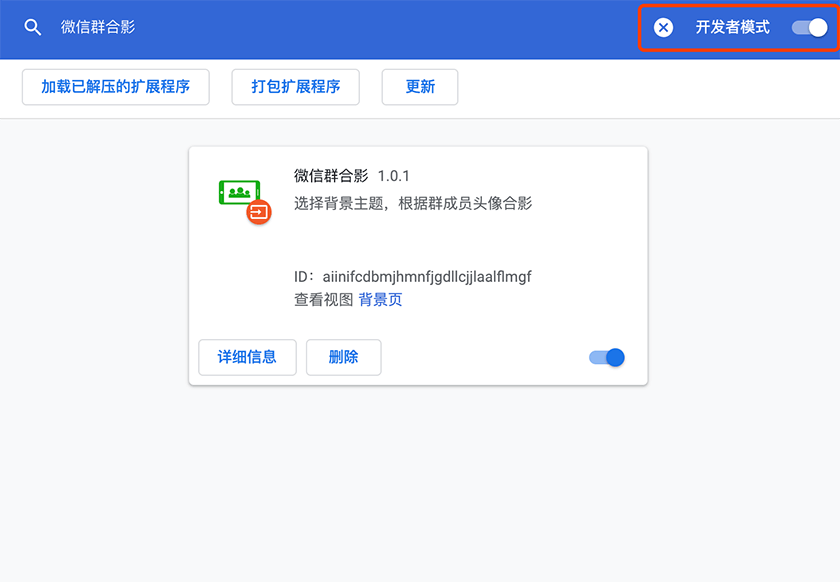 微信群合影
开发者模式
加载已解压的扩展程序
打包扩展程序
更新
微信群合影 1.0.1
选择背景主题，根据群成员头像合影
ID：aiinifcdbmjhmnfjgdllcjjlaalflmgf
查看视图 背景页
详细信息
删除